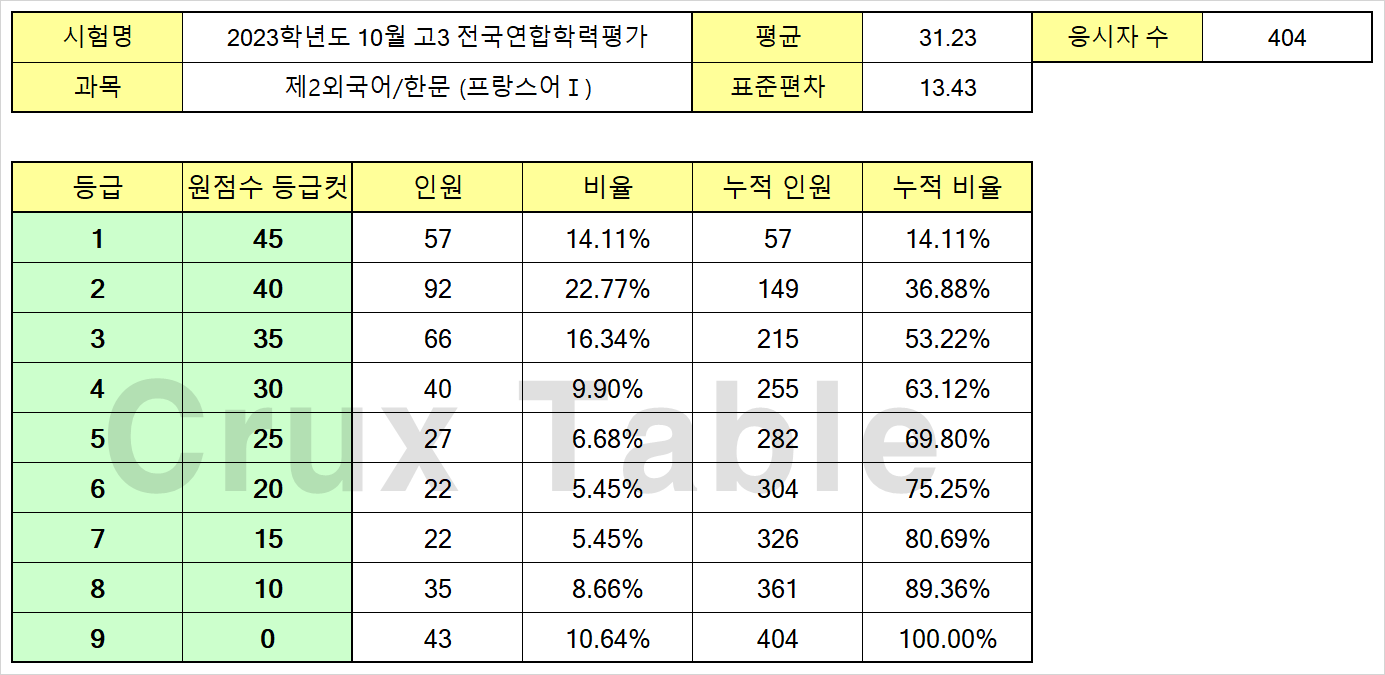 시험명 2023학년도 10월 고3 전국연합학력평가 평균 31.23 응시자 수 404
과목 제2외국어/한문 (프랑스어Ⅰ) 표준편차 13.43
등급 원점수 등급컷 인원 비율 누적 인원 누적 비율
1 45 57 14.11% 57 14.11%
2 40 92 22.77% 149 36.88%
3 35 66 16.34% 215 53.22%
4 30 40 9.90% 255 63.12%
5 25 27 6.68% 282 69.80%
6 20 22 5.45% 304 75.25%
7 15 22 5.45% 326 80.69%
8 10 35 8.66% 361 89.36%
9 0 43 10.64% 404 100.00%
Crux Table